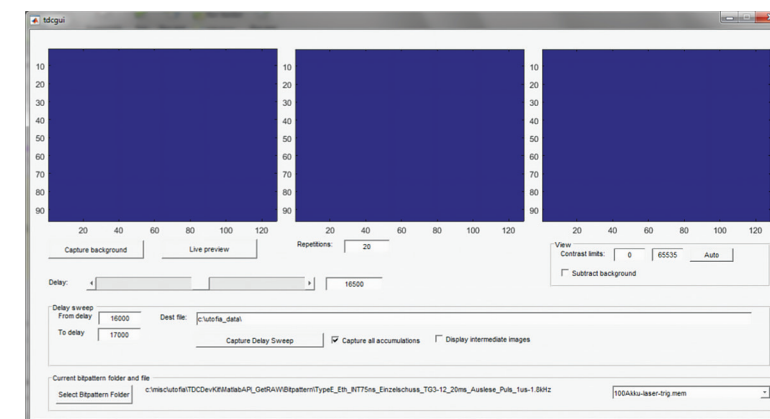 tdcgui
10 10 10
20 20 20
30 30 30
40 40 40
50 50 50
60 60 60
70 70 70
80 80 80
90 90 90
20 40 60 80 100 120 20 40 60 80 100 120 20 40 60 80 100 120
Capture background Live preview Repetitions: 20
View
Contrast limits: 0 65535 Auto
Subtract background
Delay: 16500
Delay sweep
From delay 16000 Dest file: c:\utofia_data\
To delay 17000
Capture Delay Sweep Capture all accumulations Display intermediate images
Current bitpattern folder and file
Select Bitpattern Folder c:\misc\utofia\TDCDevKit\MatlabAPI_GetRAW\Bitpattern\TypeE_Eth_INT75ns_Einzelschuss_TG3-12_20ms_Auslese_Puls_1us-1.8kHz 100Akku-laser-trig.mem